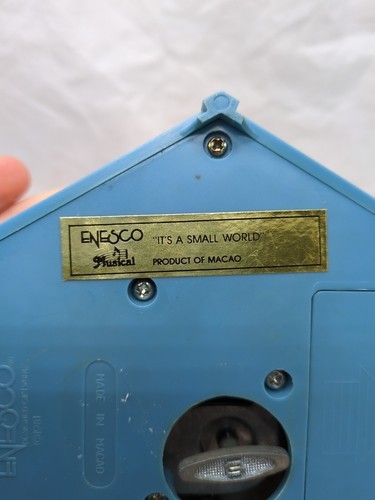 ENESCO "IT'S A SMALL WORLD"
Musical PRODUCT OF MACAO
MADE IN MACAO
ENESCO